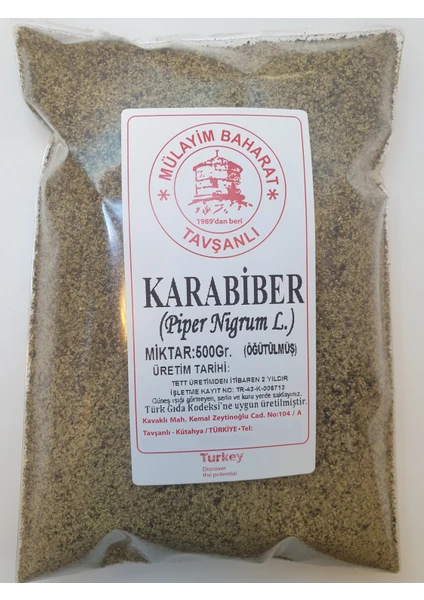 MÜLAYİM BAHARAT
1989'dan beri
TAVŞANLI
KARABİBER
(Piper Nıgrum L.)
MİKTAR:500Gr. (ÖĞÜTÜLMÜŞ)
ÜRETİM TARİHİ:
TETT ÜRETİMDEN İTİBAREN 2 YILDIR
İŞLETME KAYIT NO: TR-43-K-006713
Güneş ışığı görmeyen, serin ve kuru yerde saklayınız.
Türk Gıda Kodeksi'ne uygun üretilmiştir.
Kavaklı Mah. Kemal Zeytinoğlu Cad. No:104 / A
Tavşanlı - Kütahya / TÜRKİYE • Tel:
Turkey
Discover
the potential